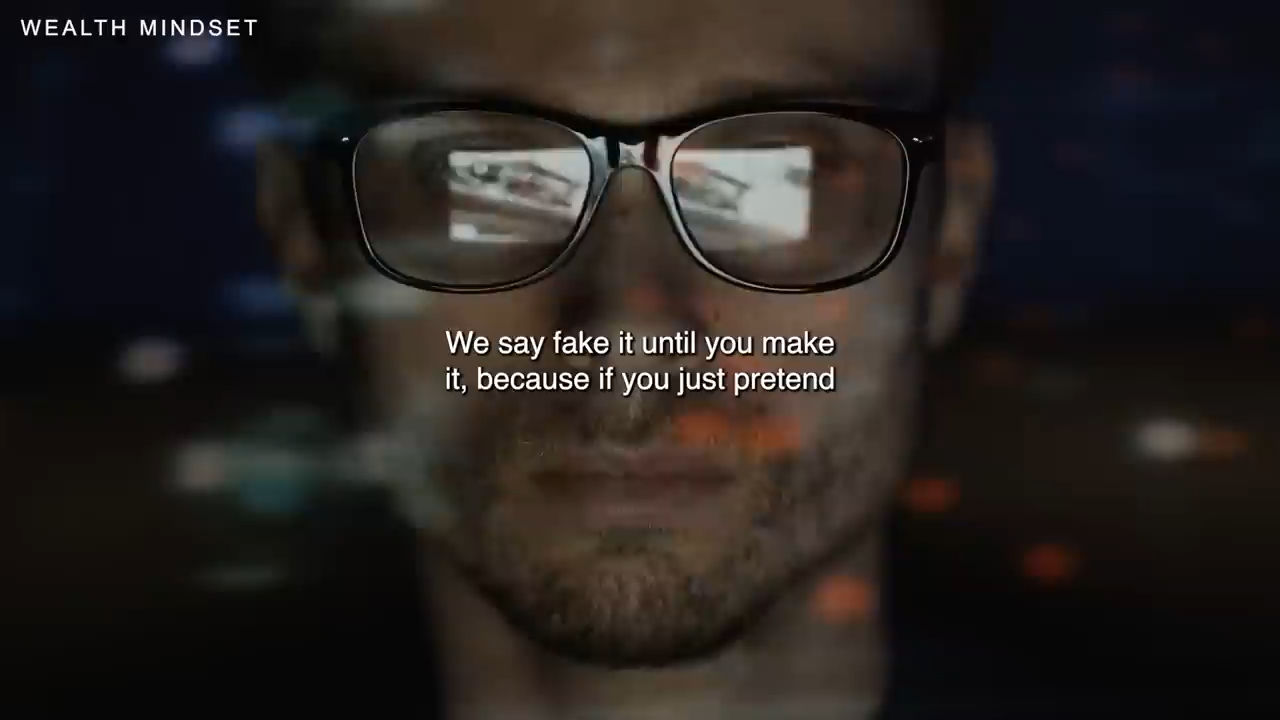 WEALTH MINDSET
We say fake it until you make
it, because if you just pretend